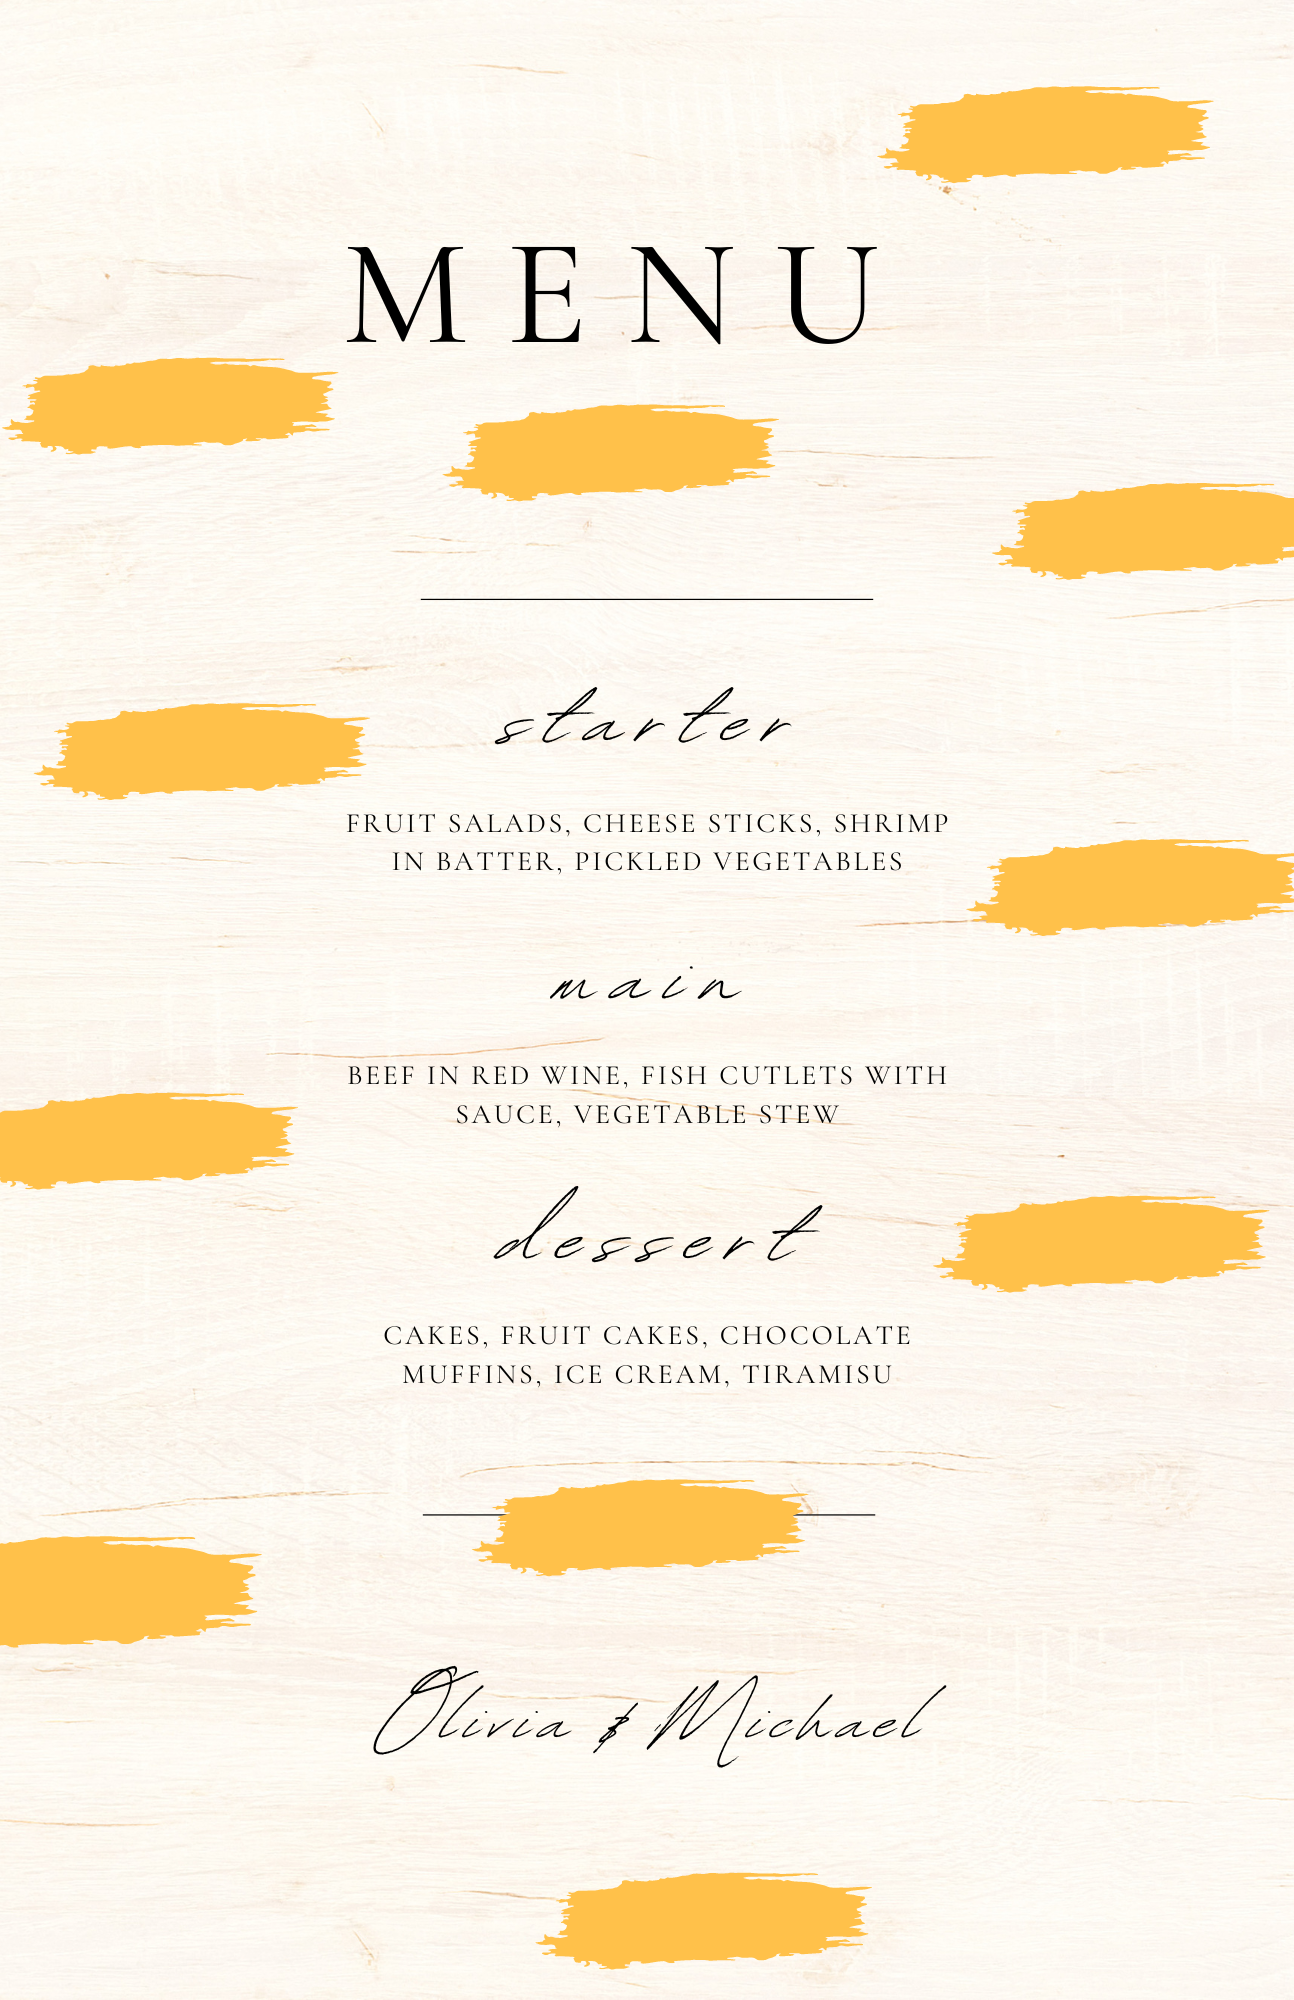 MENU
starter
FRUIT SALADS, CHEESE STICKS, SHRIMP
IN BATTER, PICKLED VEGETABLES
main
BEEF IN RED WINE, FISH CUTLETS WITH
SAUCE, VEGETABLE STEW
dessert
CAKES, FRUIT CAKES, CHOCOLATE
MUFFINS, ICE CREAM, TIRAMISU
Olivia & Michael